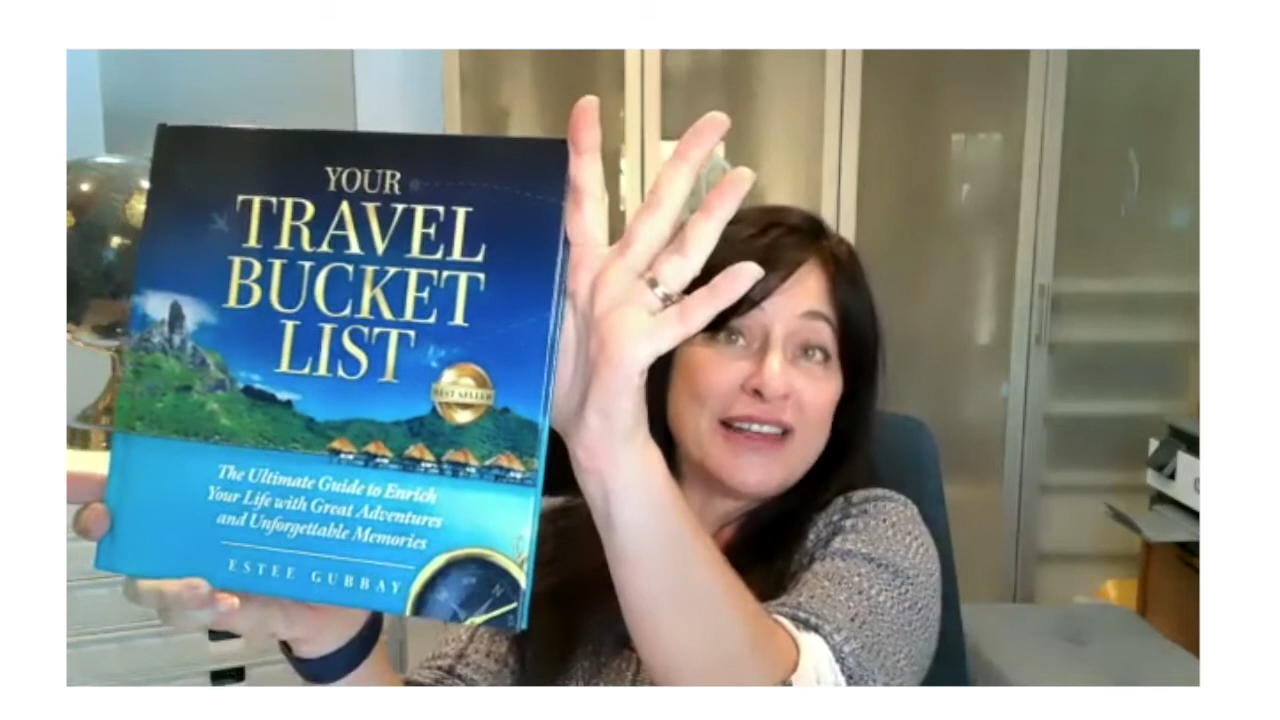 YOUR
TRAVEL
BUCKET
LIST
BEST SELLER
The Ultimate Guide to Enrich
Your Life with Great Adventures
and Unforgettable Memories
ESTEE GUBBAY